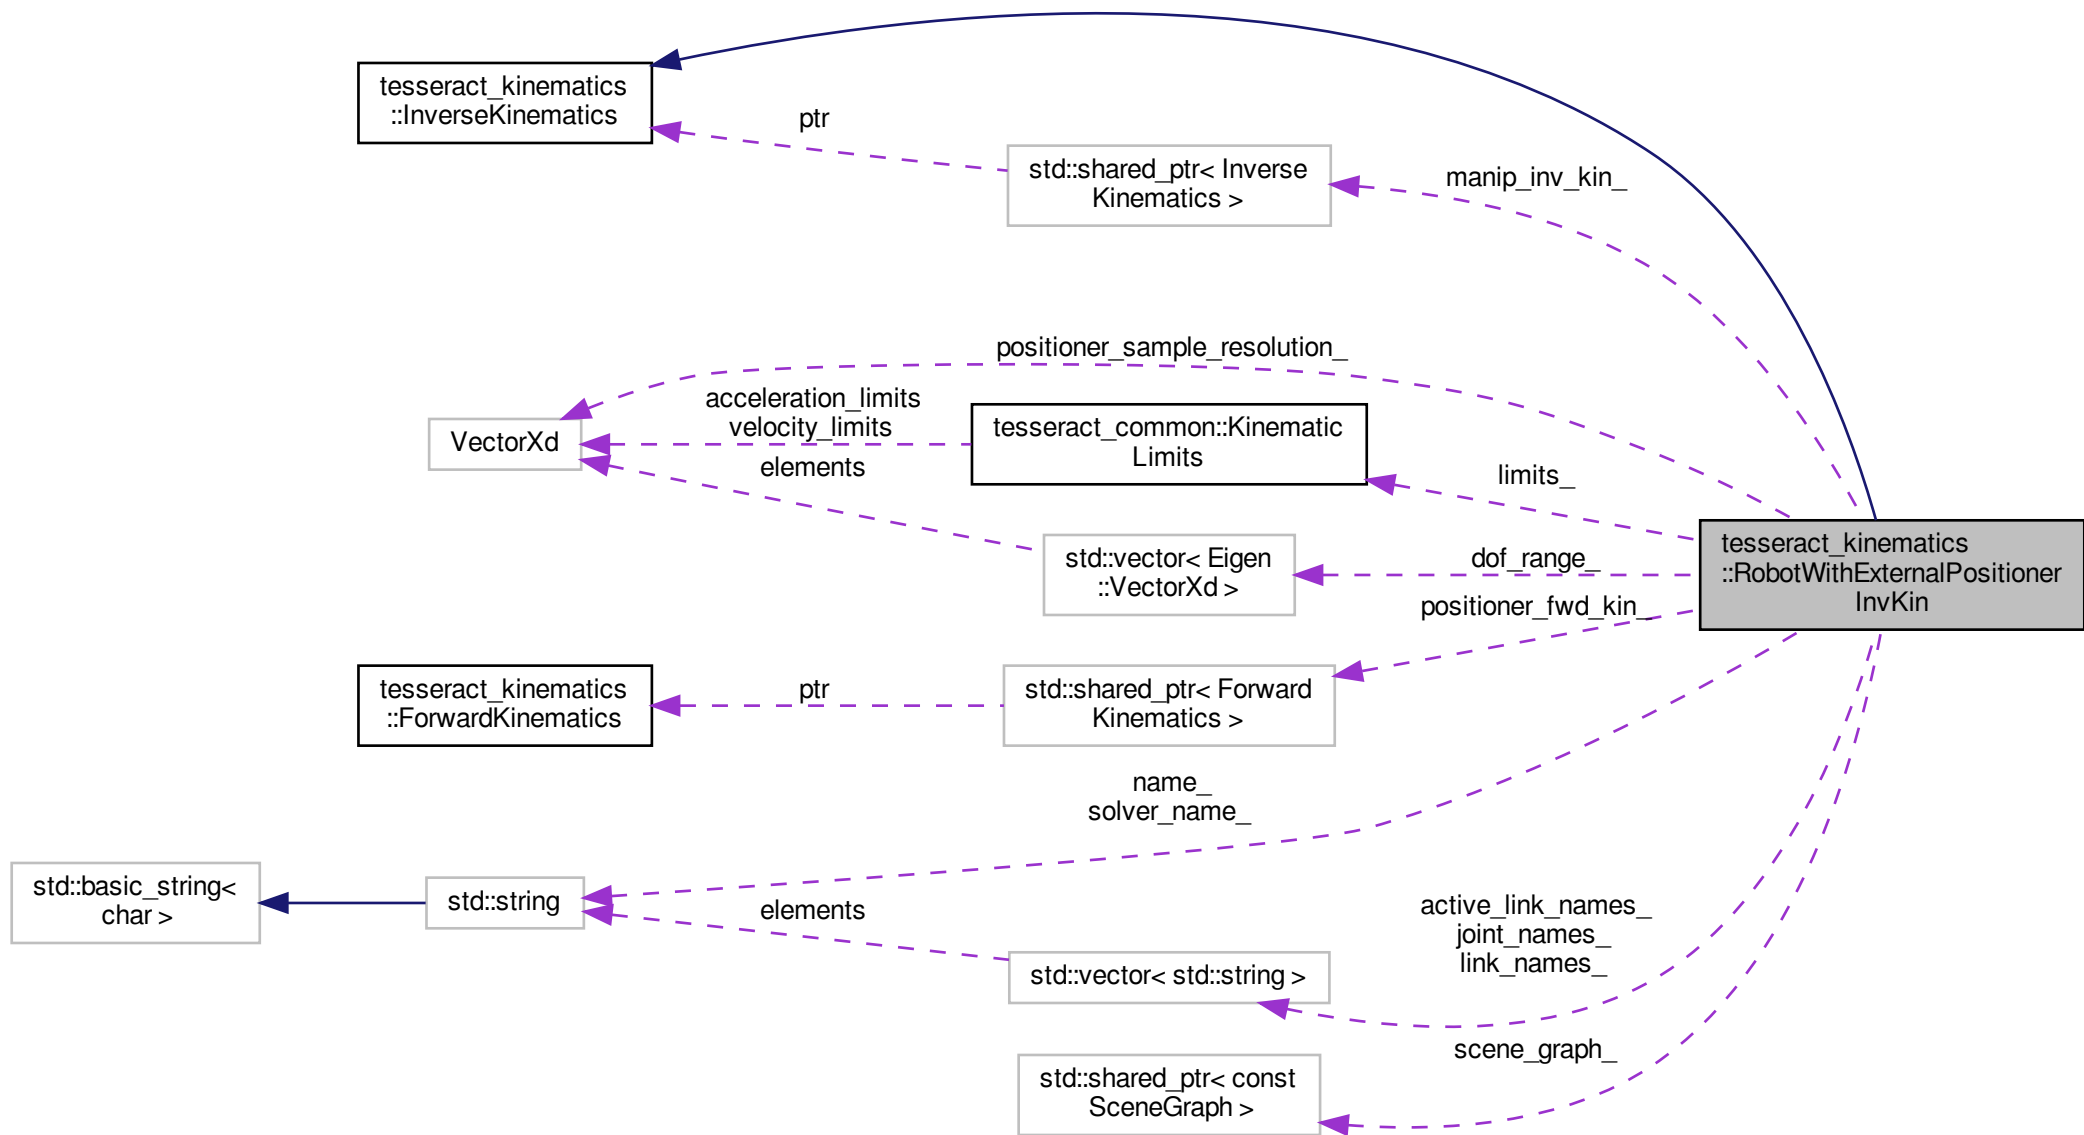 tesseract_kinematics
::InverseKinematics
ptr
std::shared_ptr< Inverse
Kinematics >
manip_inv_kin_
positioner_sample_resolution_
acceleration_limits
velocity_limits
VectorXd
tesseract_common::Kinematic
Limits
elements
limits_
std::vector< Eigen
::VectorXd >
dof_range_
tesseract_kinematics
::RobotWithExternalPositioner
InvKin
positioner_fwd_kin_
tesseract_kinematics
::ForwardKinematics
ptr
std::shared_ptr< Forward
Kinematics >
name_
solver_name_
std::basic_string<
char >
std::string
elements
active_link_names_
joint_names_
link_names_
std::vector< std::string >
scene_graph_
std::shared_ptr< const
SceneGraph >